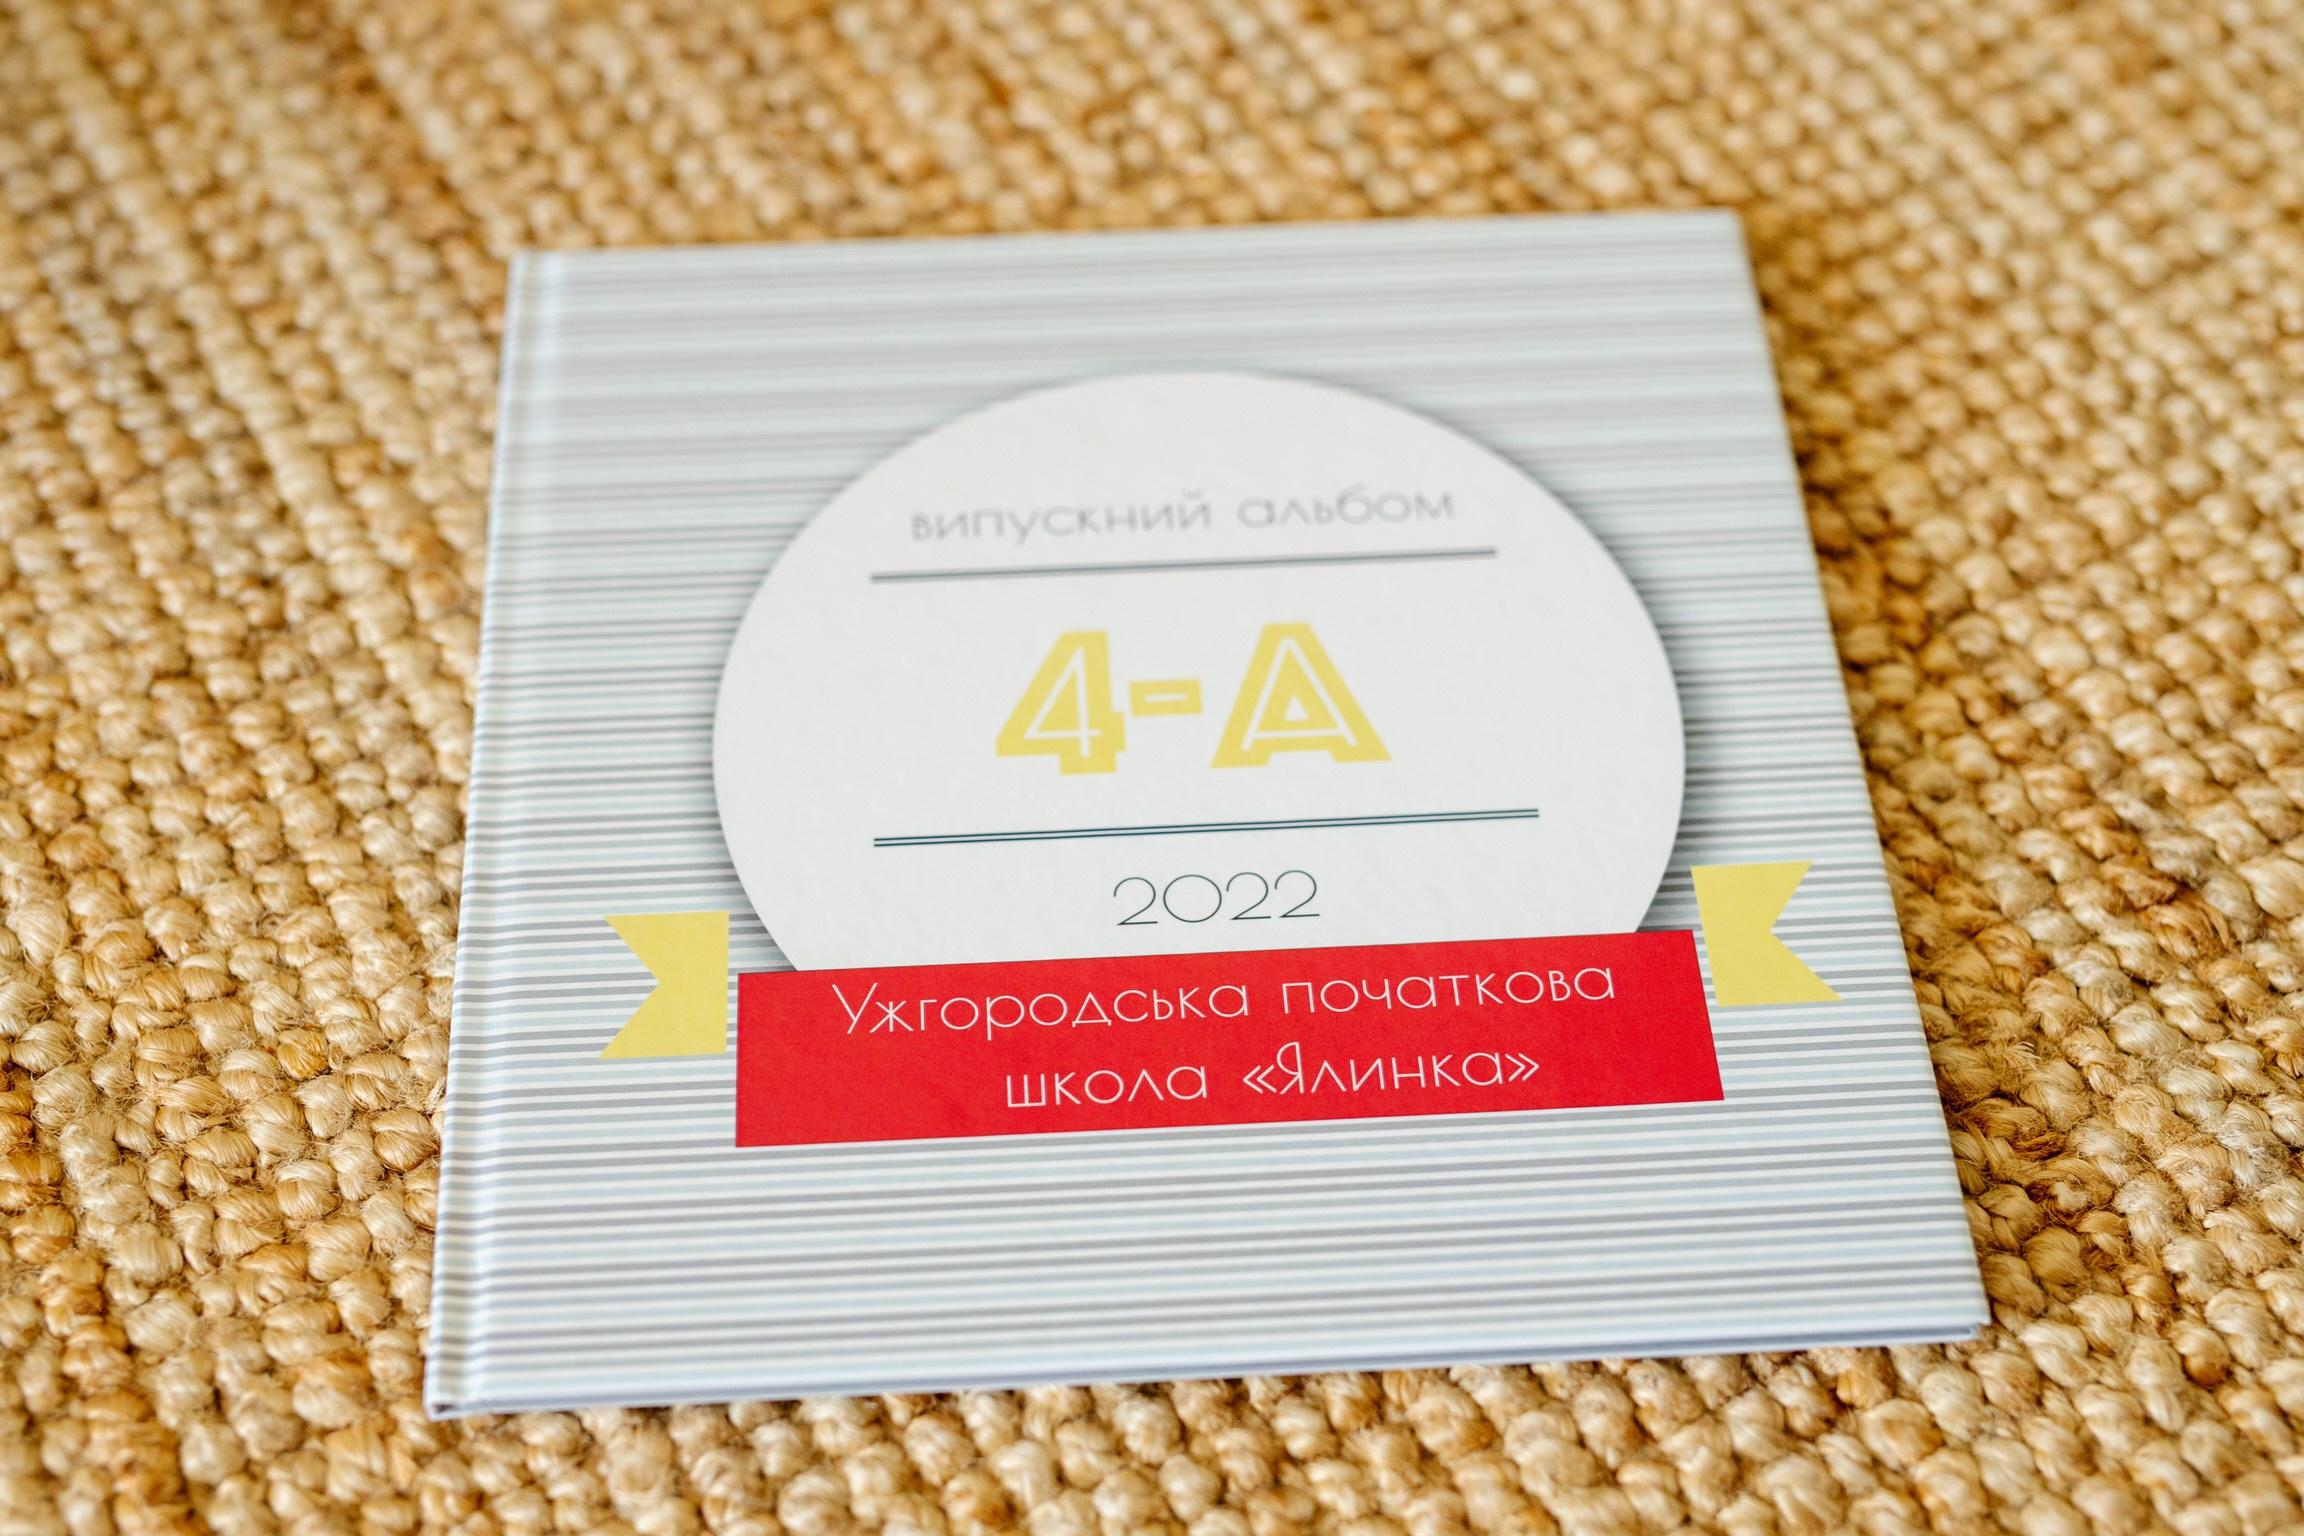 випускний альбом
4-А
2022
Ужгородська початкова
школа «Ялинка»